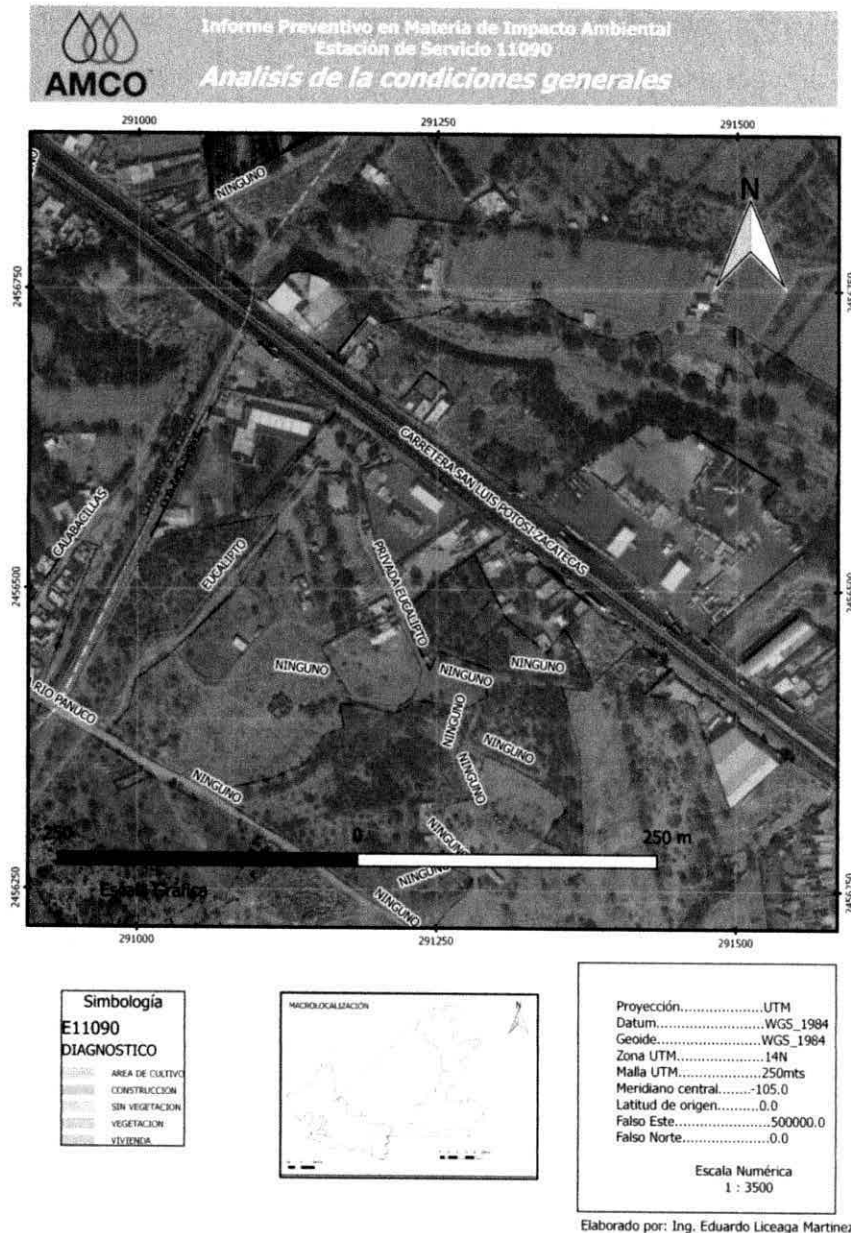 Informe Preventivo en Materia de Impacto Ambiental
Estación de Servicio 11090
Analisis de la condiciones generales
AMCO
291000
291250
291500
N
2456750
2456750
2456500
2456500
2456250
2456250
NINGUNO
CARRETERA SAN LUIS POTOSI-ZACATECAS
CALABACILLAS
EUCALIPTO
PRIVADA EUCALIPTO
NINGUNO
NINGUNO
NINGUNO
NINGUNO
NINGUNO
NINGUNO
RIO PANUCO
NINGUNO
NINGUNO
NINGUNO
NINGUNO
250
0
250 m
Escala Gráfica
291000
291250
291500
Simbología
E11090
DIAGNOSTICO
AREA DE CULTIVO
CONSTRUCCION
SIN VEGETACION
VEGETACION
VIVIENDA
MACROLOCALIZACIÓN
N
Proyección..................UTM
Datum.....................WGS_1984
Geoide....................WGS_1984
Zona UTM..................14N
Malla UTM.................250mts
Meridiano central........-105.0
Latitud de origen........0.0
Falso Este..................500000.0
Falso Norte................0.0
Escala Numérica
1 : 3500
Elaborado por: Ing. Eduardo Liceaga Martinez